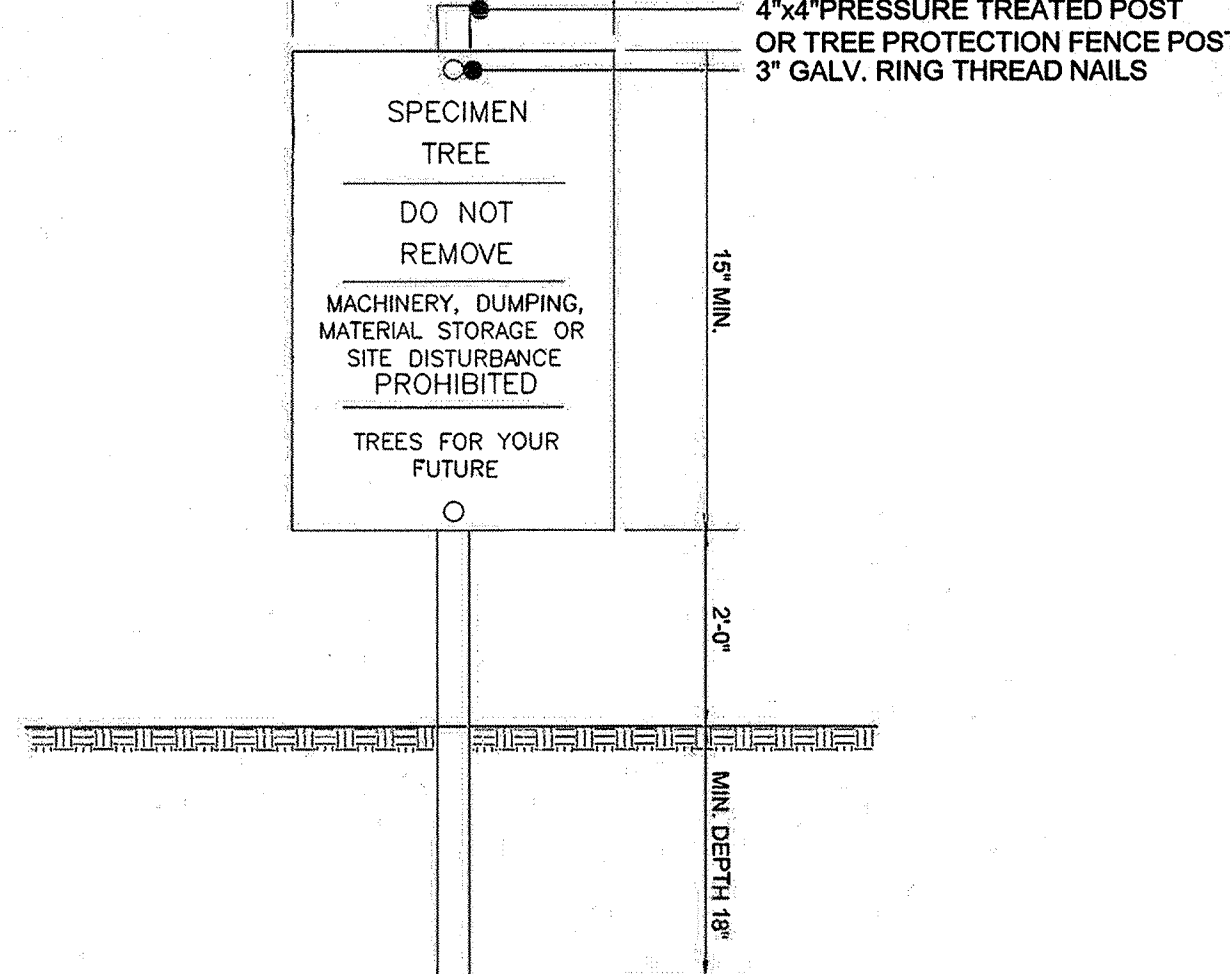 4"x4"PRESSURE TREATED POST
OR TREE PROTECTION FENCE POST
3" GALV. RING THREAD NAILS
SPECIMEN
TREE
DO NOT
REMOVE
MACHINERY, DUMPING,
MATERIAL STORAGE OR
SITE DISTURBANCE
PROHIBITED
TREES FOR YOUR
FUTURE
15" MIN.
2'-0"
MIN. DEPTH 18"